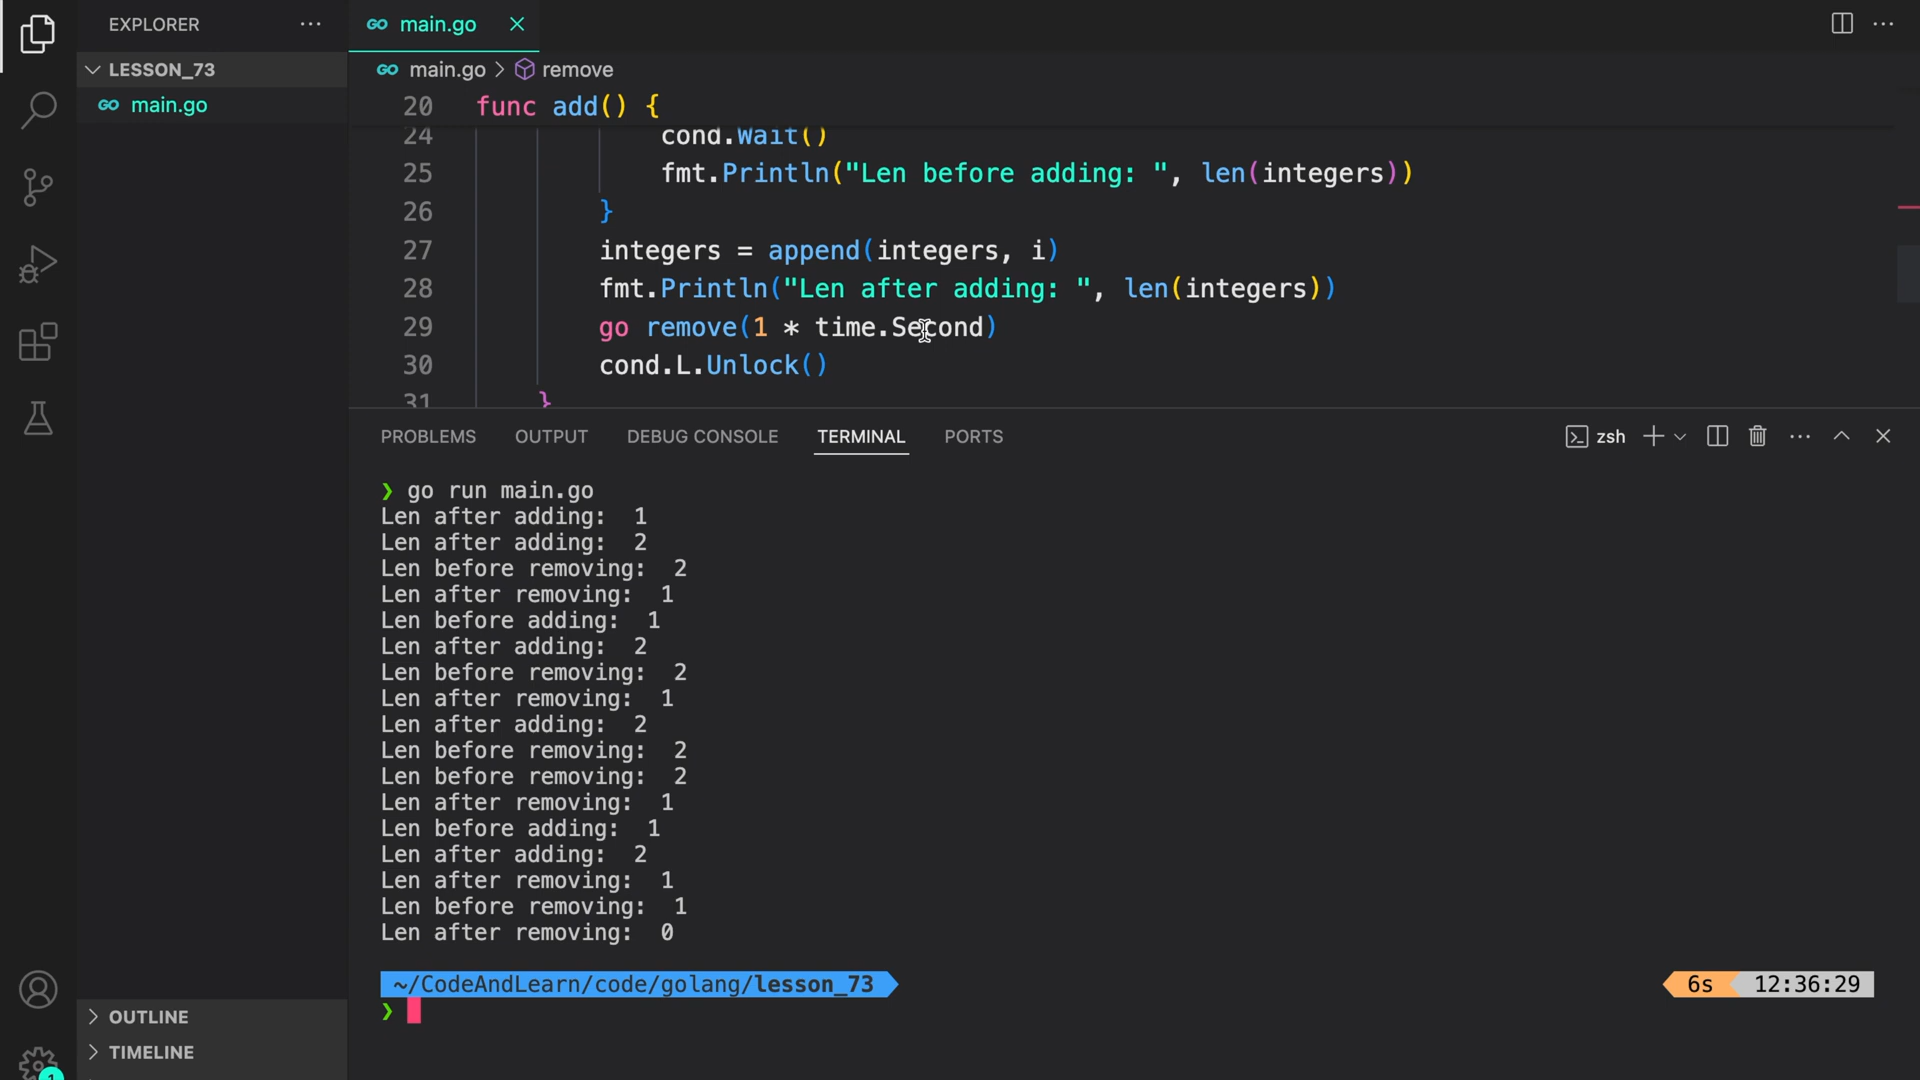 EXPLORER
LESSON_73
main.go
main.go
main.go > remove
20 func add() {
24 cond.Wait()
25 fmt.Println("Len before adding: ", len(integers))
26 }
27 integers = append(integers, i)
28 fmt.Println("Len after adding: ", len(integers))
29 go remove(1 * time.Second)
30 cond.L.Unlock()
31 }
PROBLEMS OUTPUT DEBUG CONSOLE TERMINAL PORTS
zsh
❯ go run main.go
Len after adding:  1
Len after adding:  2
Len before removing:  2
Len after removing:  1
Len before adding:  1
Len after adding:  2
Len before removing:  2
Len after removing:  1
Len after adding:  2
Len before removing:  2
Len before removing:  2
Len after removing:  1
Len before adding:  1
Len after adding:  2
Len after removing:  1
Len before removing:  1
Len after removing:  0
~/CodeAndLearn/code/golang/lesson_73 6s 12:36:29
❯
OUTLINE
TIMELINE
1